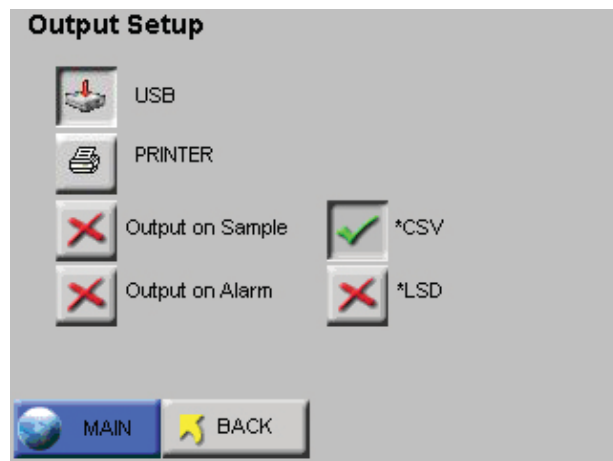 Output Setup
USB
PRINTER
Output on Sample *CSV
Output on Alarm *LSD
MAIN BACK